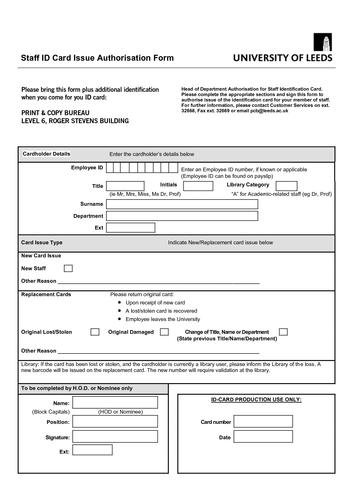 Staff ID Card Issue Authorisation Form
UNIVERSITY OF LEEDS
Please bring this form plus additional identification
when you come for you ID card:
PRINT & COPY BUREAU
LEVEL 6, ROGER STEVENS BUILDING
Head of Department Authorisation for Staff Identification Card.
Please complete the appropriate sections and sign this form to
authorise issue of the identification card for your member of staff.
For further information, please contact Customer Services on ext.
32668, Fax ext. 32669 or email pcb@leeds.ac.uk
Cardholder Details Enter the cardholder's details below
Employee ID Enter an Employee ID number, if known or applicable
(Employee ID can be found on payslip)
Title Initials Library Category
(ie Mr, Mrs, Miss, Ms Dr, Prof) "A" for Academic-related staff (eg Dr, Prof)
Surname
Department
Ext
Card Issue Type Indicate New/Replacement card issue below
New Card Issue
New Staff
Other Reason
Replacement Cards Please return original card:
• Upon receipt of new card
• A lost/stolen card is recovered
• Employee leaves the University
Original Lost/Stolen Original Damaged Change of Title, Name or Department
(State previous Title/Name/Department)
Other Reason
Library: If the card has been lost or stolen, and the cardholder is currently a library user, please inform the Library of the loss. A
new barcode will be issued on the replacement card. The new number will require validation at the library.
To be completed by H.O.D. or Nominee only
Name:
(Block Capitals) (HOD or Nominee)
Position:
Signature:
Ext:
ID-CARD PRODUCTION USE ONLY:
Card number
Date